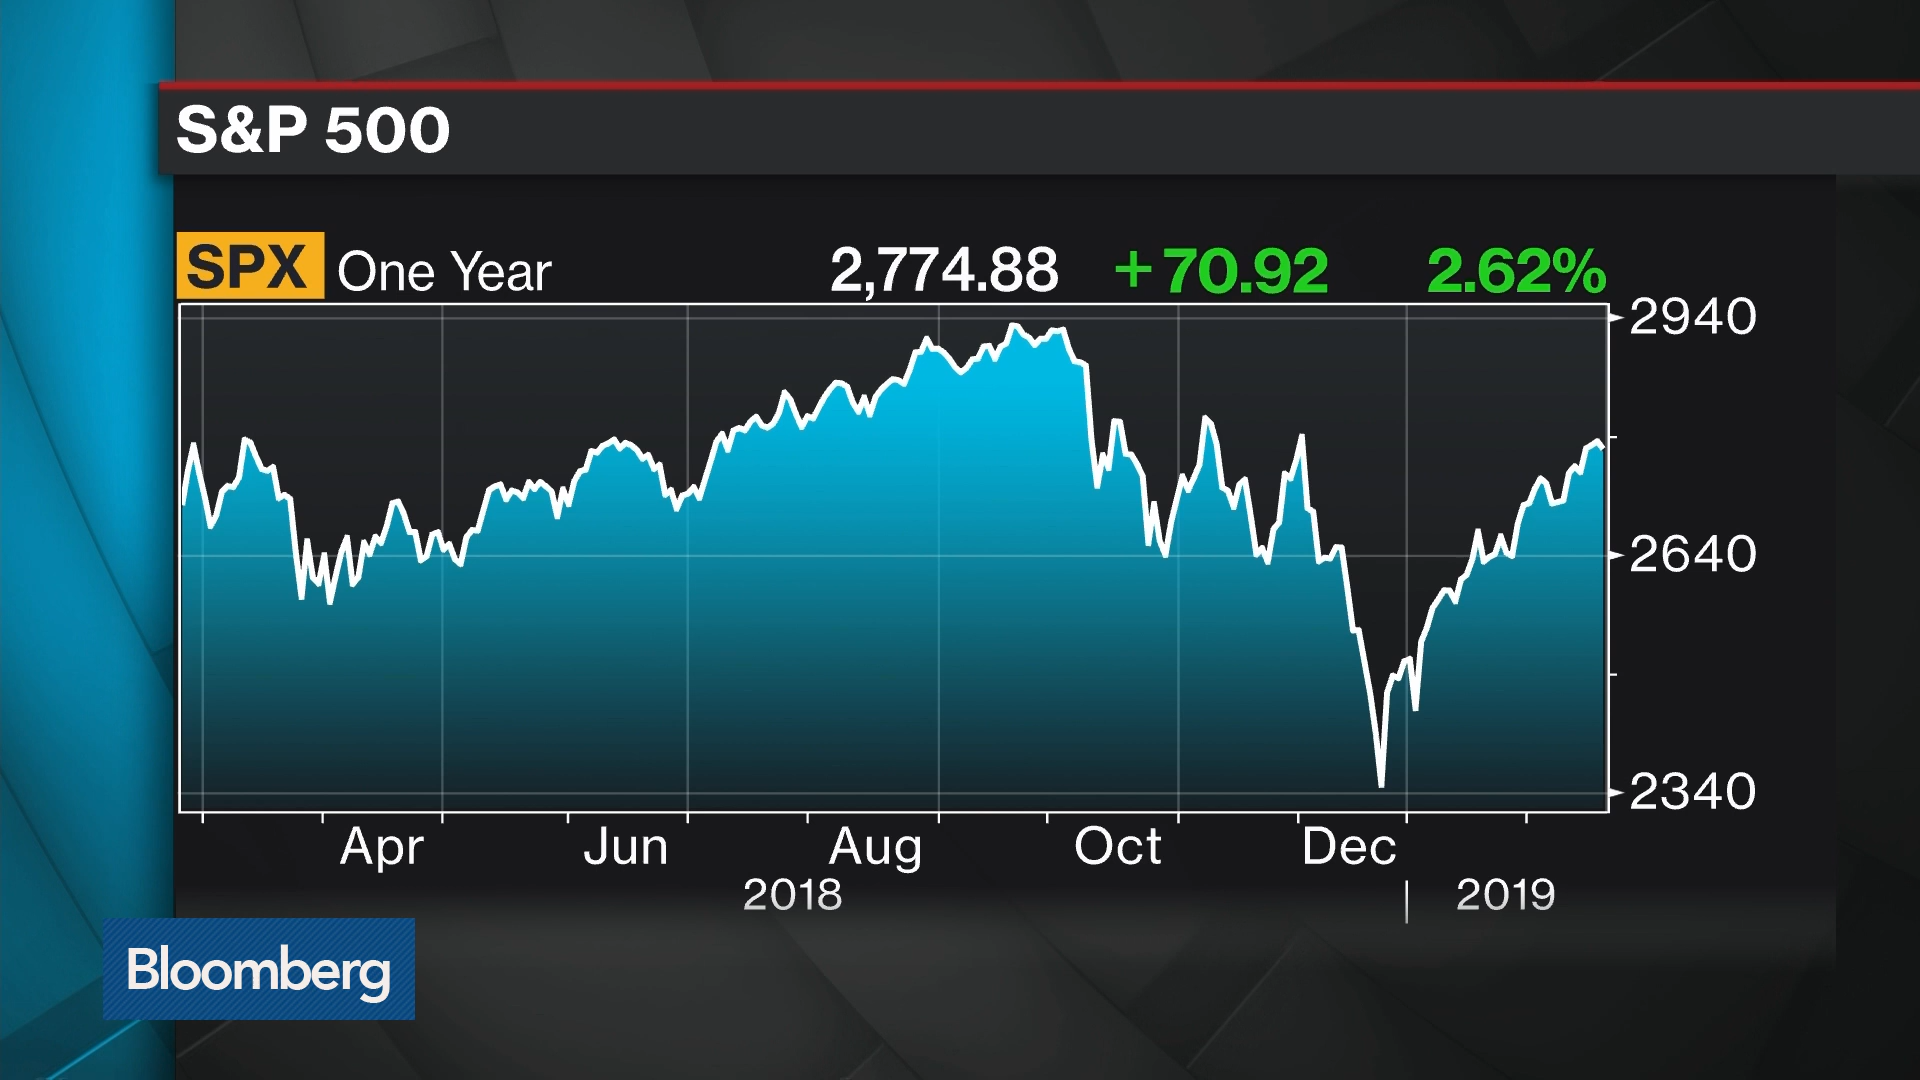 S&P 500
SPX One Year 2,774.88 +70.92 2.62%
2940
2640
2340
Apr Jun Aug Oct Dec
2018 2019
Bloomberg